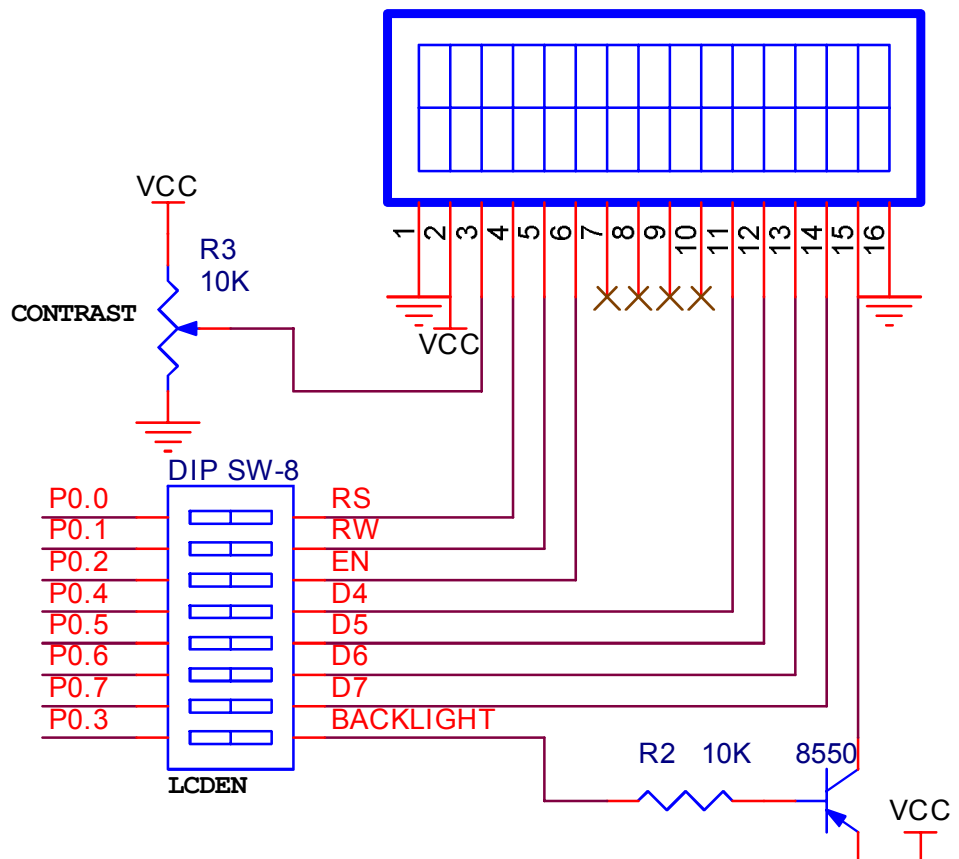 1 2 3 4 5 6 7 8 9 10 11 12 13 14 15 16
VCC
R3
10K
CONTRAST
VCC
DIP SW-8
P0.0 RS
P0.1 RW
P0.2 EN
P0.4 D4
P0.5 D5
P0.6 D6
P0.7 D7
P0.3 BACKLIGHT
R2 10K 8550
LCDEN
VCC